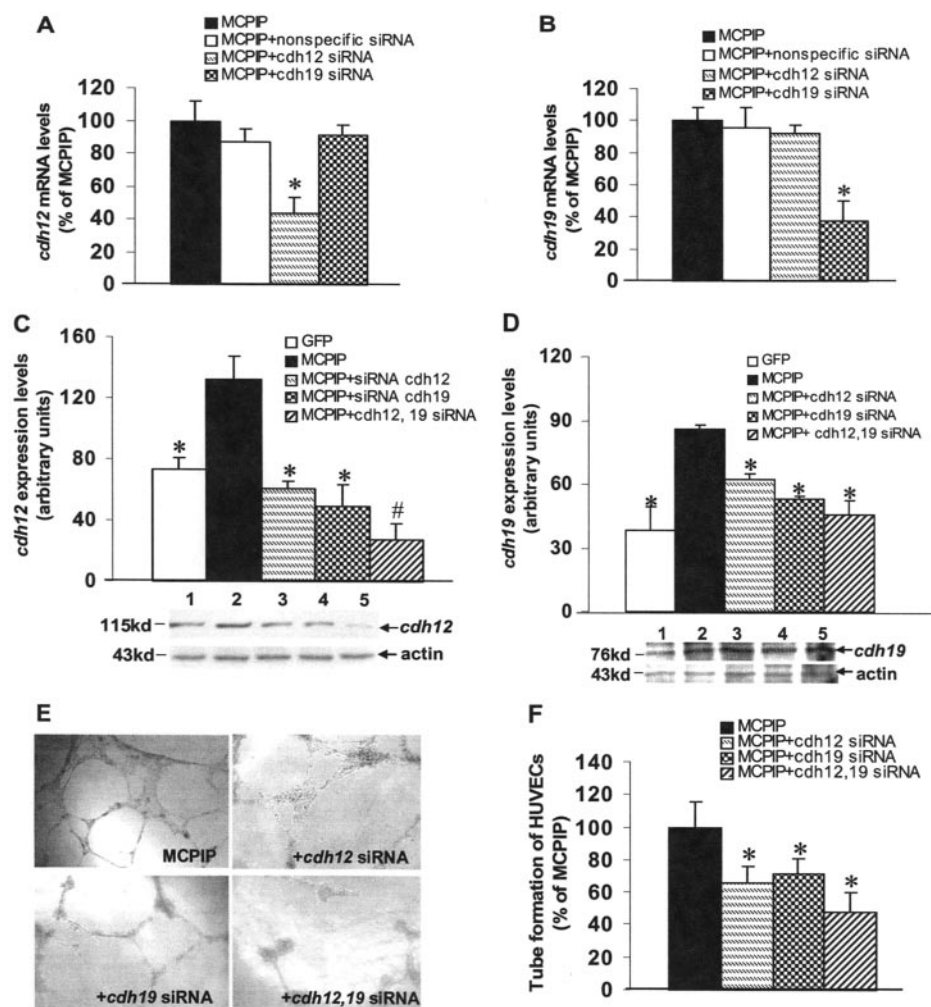 A
MCPIP
MCPIP+nonspecific siRNA
MCPIP+cdh12 siRNA
MCPIP+cdh19 siRNA
cdh12 mRNA levels
(% of MCPIP)
120
100
80
60
40
20
0
*
B
MCPIP
MCPIP+nonspecific siRNA
MCPIP+cdh12 siRNA
MCPIP+cdh19 siRNA
cdh19 mRNA levels
(% of MCPIP)
120
100
80
60
40
20
0
*
C
GFP
MCPIP
MCPIP+siRNA cdh12
MCPIP+siRNA cdh19
MCPIP+cdh12, 19 siRNA
cdh12 expression levels
(arbitrary units)
160
120
80
40
0
* * * #
1 2 3 4 5
115kd
cdh12
43kd
actin
D
GFP
MCPIP
MCPIP+cdh12 siRNA
MCPIP+cdh19 siRNA
MCPIP+ cdh12,19 siRNA
cdh19 expression levels
(arbitrary units)
120
90
60
30
0
* * * *
1 2 3 4 5
76kd
cdh19
43kd
actin
E
MCPIP
+cdh12 siRNA
+cdh19 siRNA
+cdh12,19 siRNA
F
MCPIP
MCPIP+cdh12 siRNA
MCPIP+cdh19 siRNA
MCPIP+cdh12,19 siRNA
Tube formation of HUVECs
(% of MCPIP)
140
120
100
80
60
40
20
0
* * *